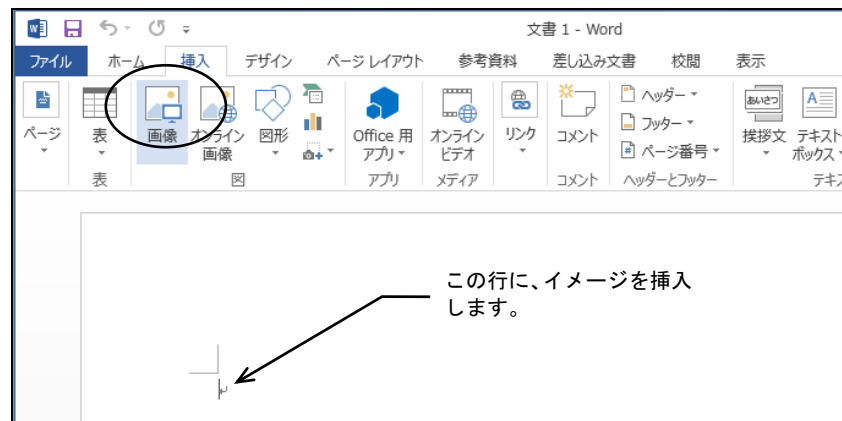 文書 1 - Word
ファイル ホーム 挿入 デザイン ページ レイアウト 参考資料 差し込み文書 校閲 表示
ページ
表
画像
オンライン
画像
図形
Office 用
アプリ
オンライン
ビデオ
リンク
コメント
ヘッダー
フッター
ページ番号
あいさつ
挨拶文
A
テキスト
ボックス
表 図 アプリ メディア コメント ヘッダーとフッター テキ
この行に、イメージを挿入
します。